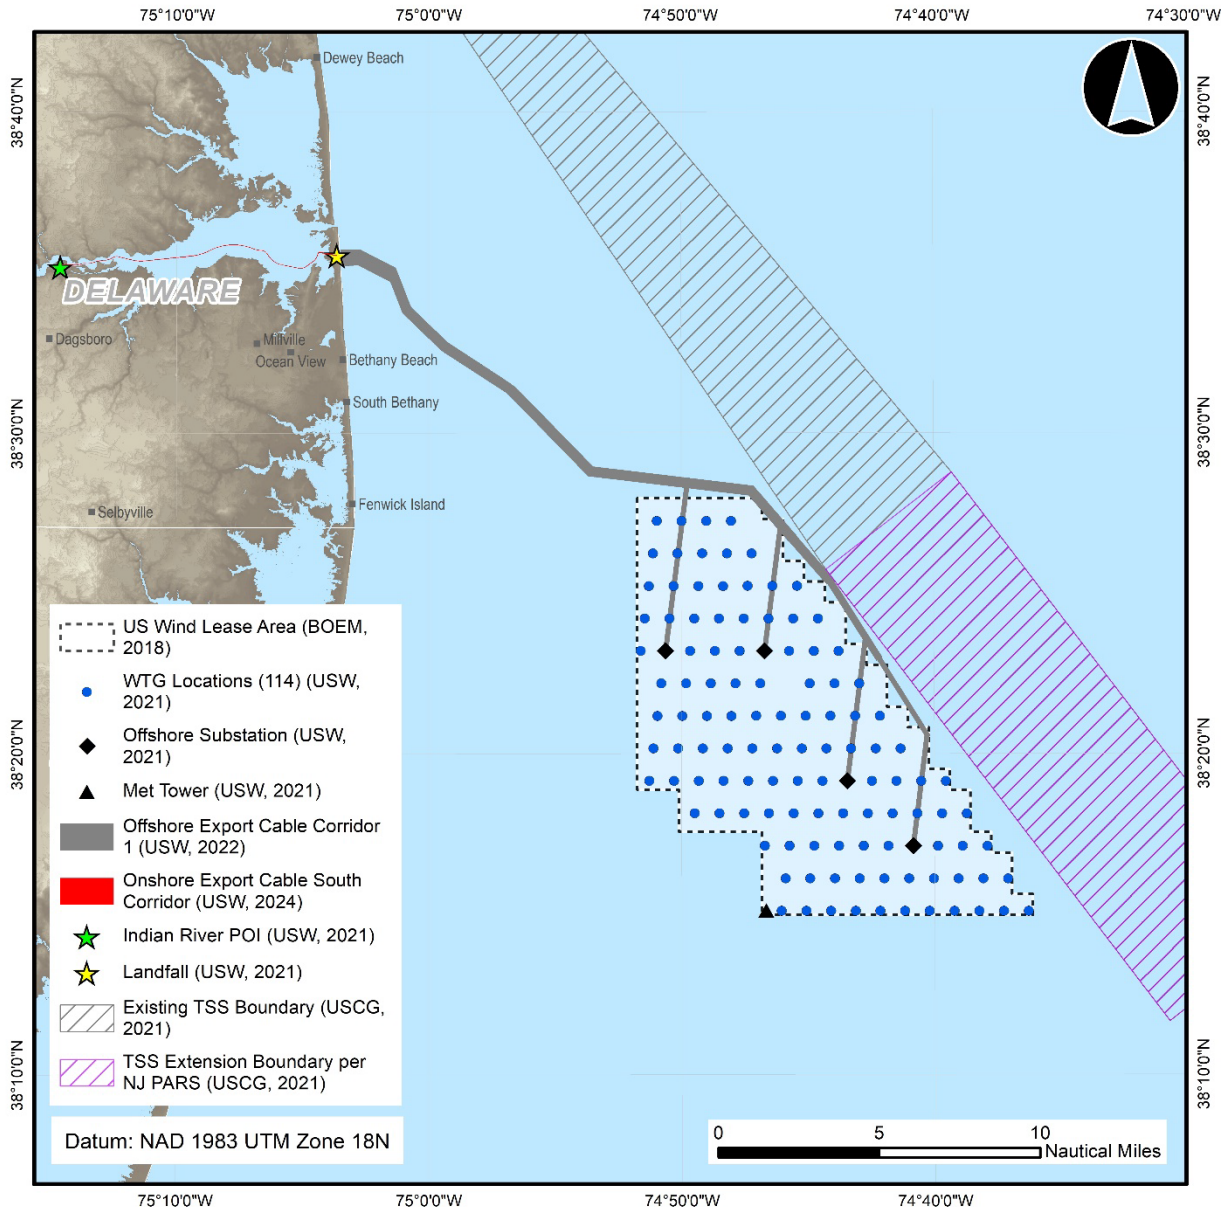 75°10'0"W
75°0'0"W
74°50'0"W
74°40'0"W
74°30'0"W
38°40'0"N
38°40'0"N
Dewey Beach
DELAWARE
Dagsboro
Millville
Ocean View
Bethany Beach
South Bethany
38°30'0"N
38°30'0"N
Fenwick Island
Selbyville
US Wind Lease Area (BOEM,
2018)
WTG Locations (114) (USW,
2021)
Offshore Substation (USW,
2021)
Met Tower (USW, 2021)
Offshore Export Cable Corridor
1 (USW, 2022)
Onshore Export Cable South
Corridor (USW, 2024)
Indian River POI (USW, 2021)
Landfall (USW, 2021)
Existing TSS Boundary (USCG,
2021)
TSS Extension Boundary per
NJ PARS (USCG, 2021)
38°20'0"N
38°20'0"N
38°10'0"N
38°10'0"N
Datum: NAD 1983 UTM Zone 18N
0 5 10
Nautical Miles
75°10'0"W
75°0'0"W
74°50'0"W
74°40'0"W